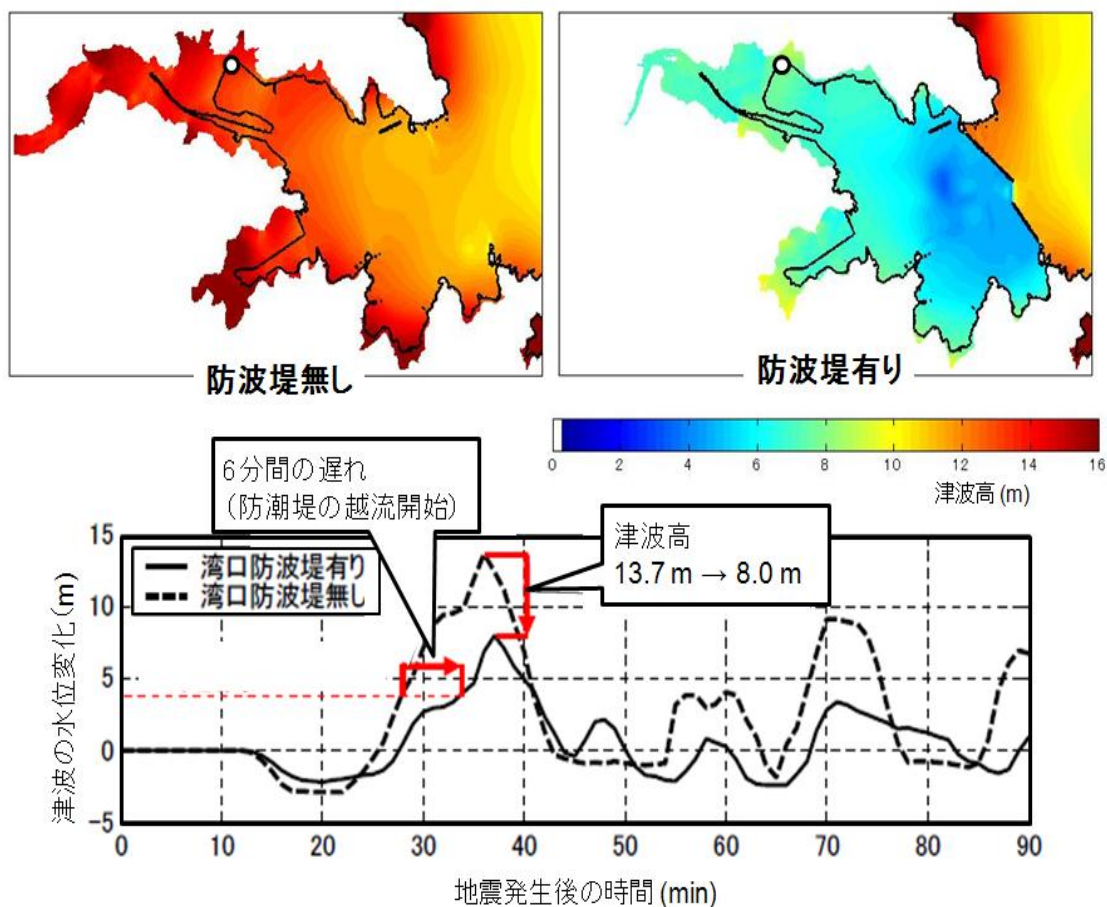 防波堤無し
防波堤有り
0 2 4 6 8 10 12 14 16
津波高 (m)
6分間の遅れ
（防潮堤の越流開始）
津波高
13.7 m → 8.0 m
湾口防波堤有り
湾口防波堤無し
津波の水位変化 (m)
15
10
5
0
-5
0 10 20 30 40 50 60 70 80 90
地震発生後の時間 (min)